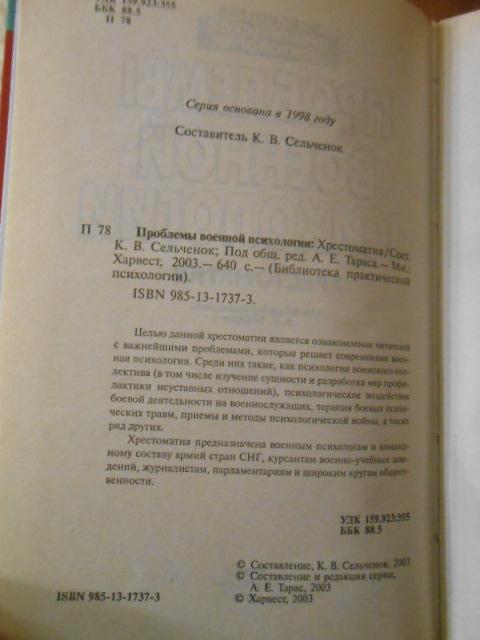 УДК 159.923:355
ББК 88.5
П 78
Серия основана в 1998 году
Составитель К. В. Сельченок
П 78
Проблемы военной психологии: Хрестоматия/Сост.
К. В. Сельченок; Под общ. ред. А. Е. Тараса.— Мн.:
Харвест, 2003.— 640 с.— (Библиотека практической
психологии).
ISBN 985-13-1737-3.
Целью данной хрестоматии является ознакомления читателей
с важнейшими проблемами, которые решает современная воен-
ная психология. Среди них такие, как психология воинского кол-
лектива (в том числе изучение сущности и разработка мер профи-
лактики неуставных отношений), психологическое воздействие
боевой деятельности на военнослужащих, терапия боевых психи-
ческих травм, приемы и методы психологической войны, а также
ряд других.
Хрестоматия предназначена военным психологам и команд-
ному составу армий стран СНГ, курсантам военно-учебных заве-
дений, журналистам, парламентариям и широким кругам общест-
венности.
УДК 159.923:355
ББК 88.5
© Составление, К. В. Сельченок, 2003
© Составление и редакция серии,
А. Е. Тарас, 2003
ISBN 985-13-1737-3
© Харвест, 2003